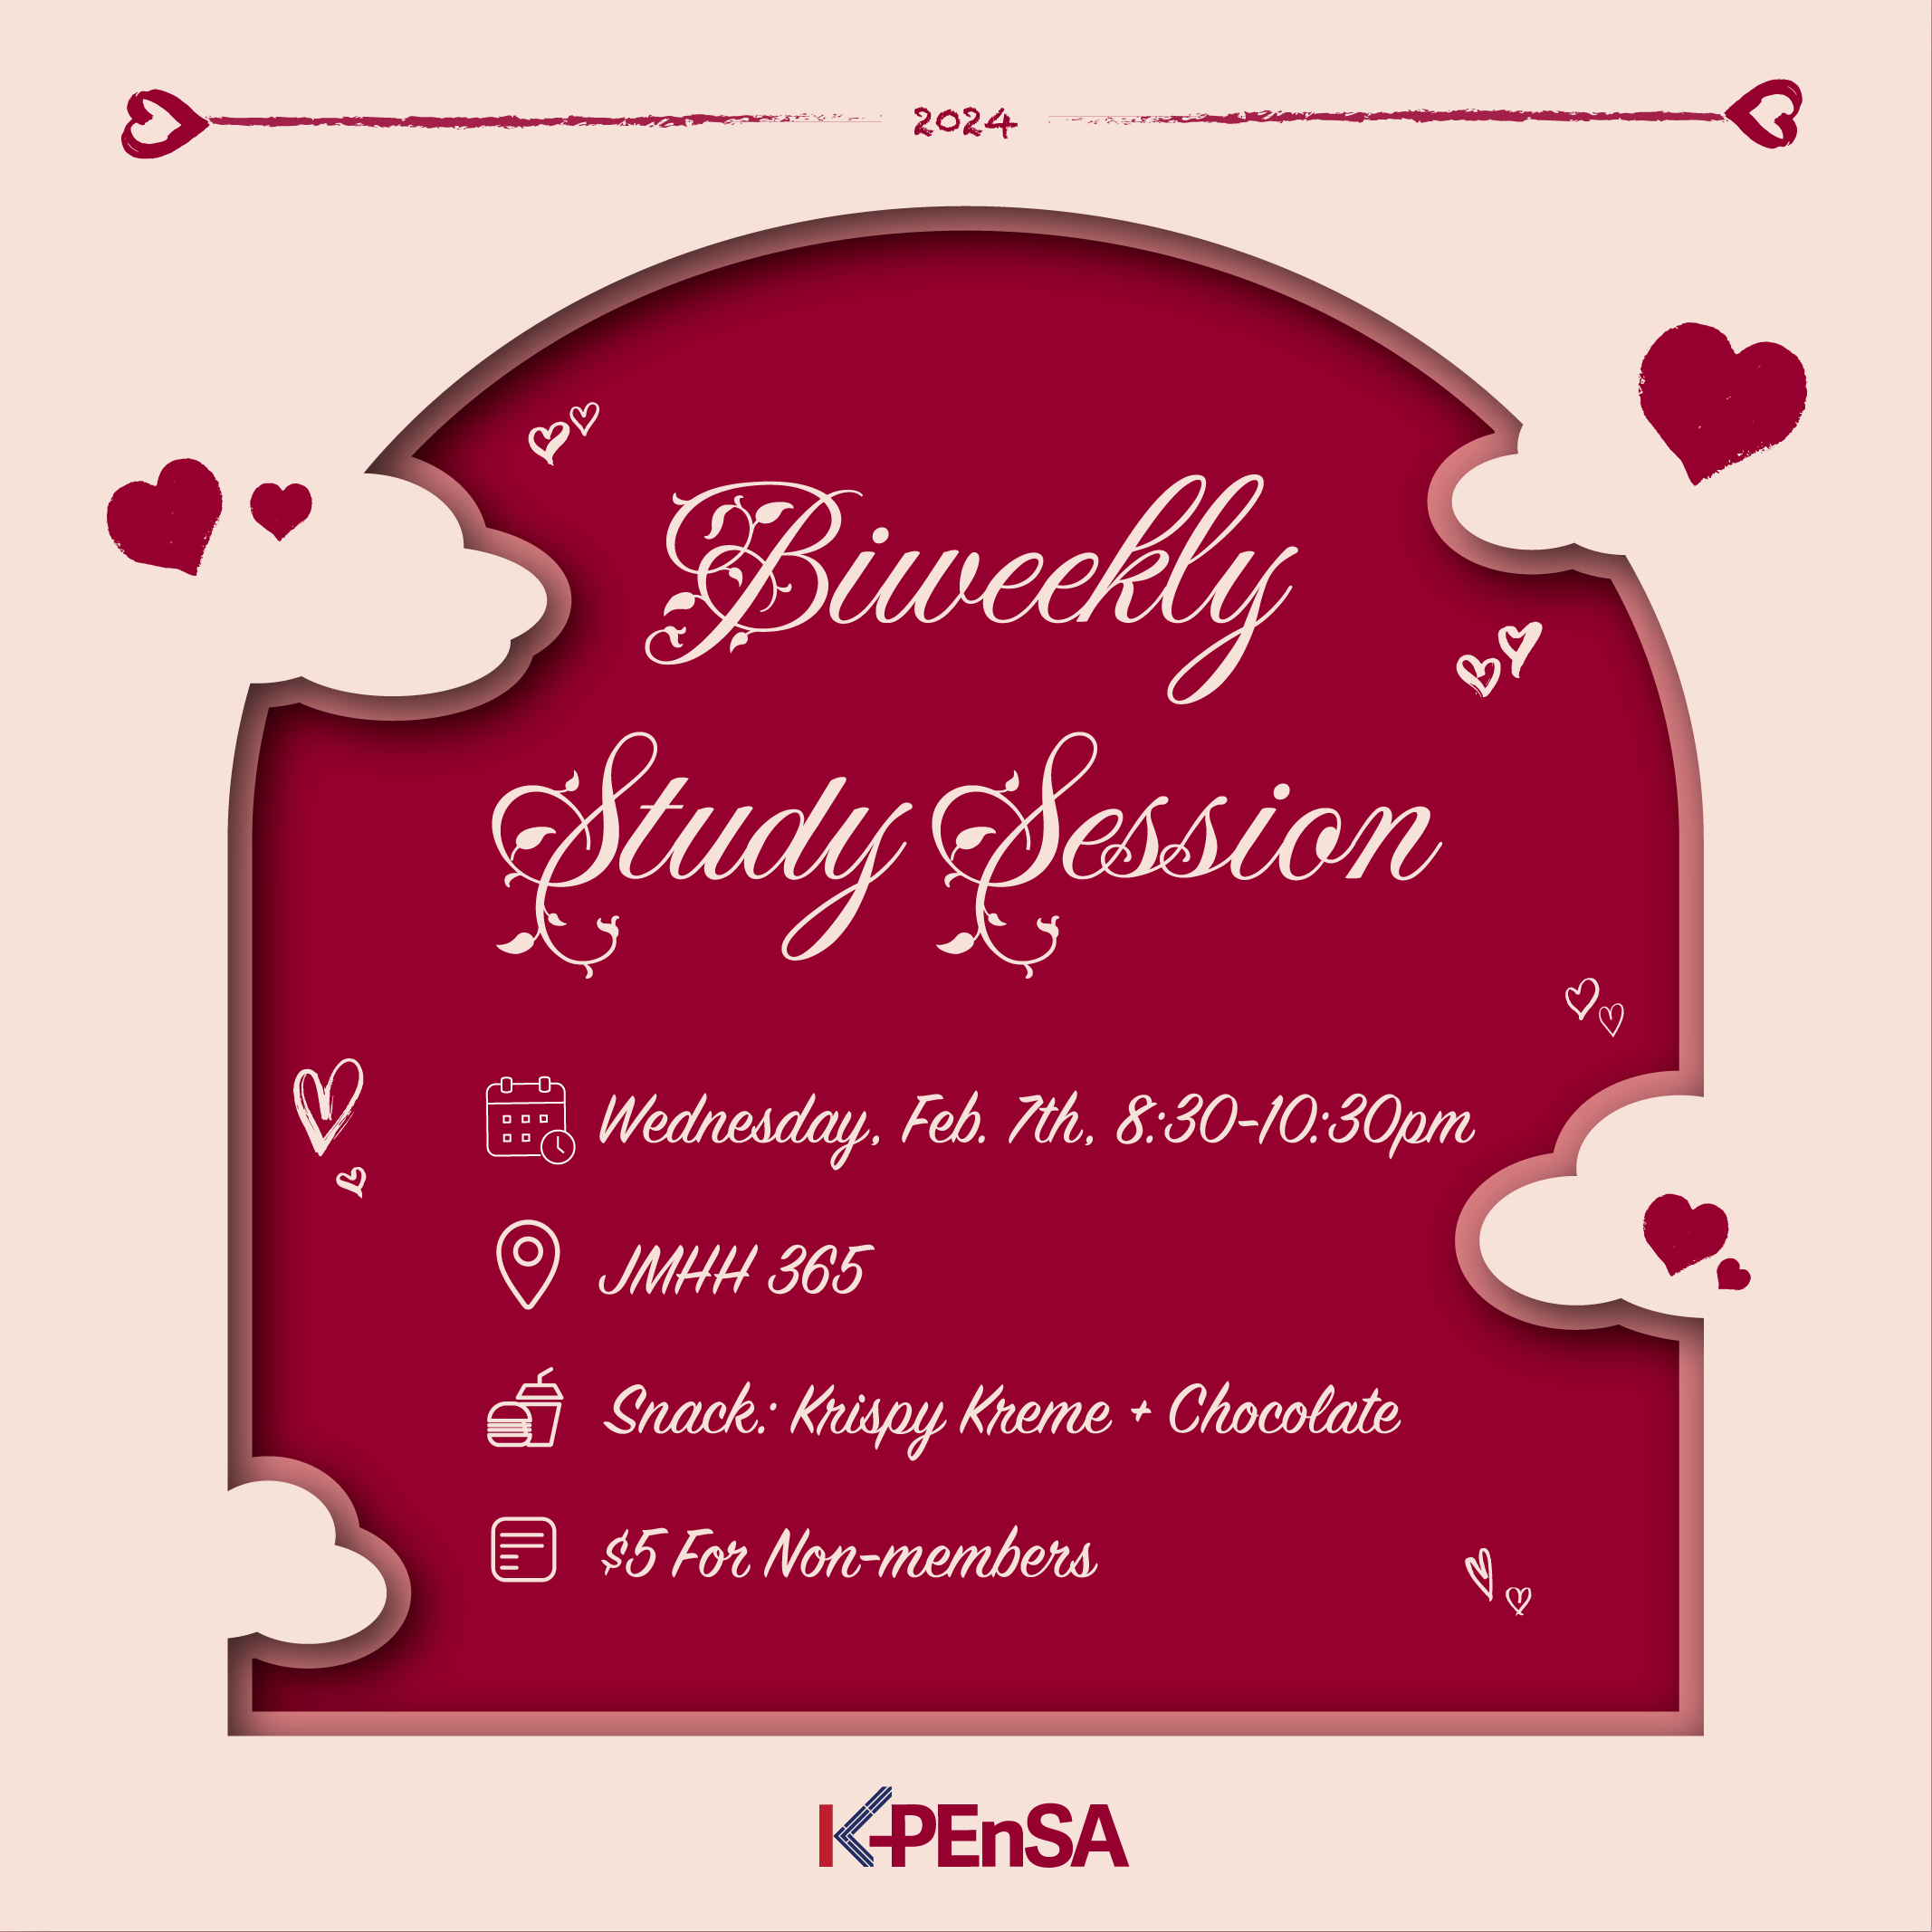 2024
Biweekly
Study Session
Wednesday, Feb. 7th, 8:30-10:30pm
JMHH 365
Snack: Krispy Kreme + Chocolate
$5 For Non-members
K-PEnSA